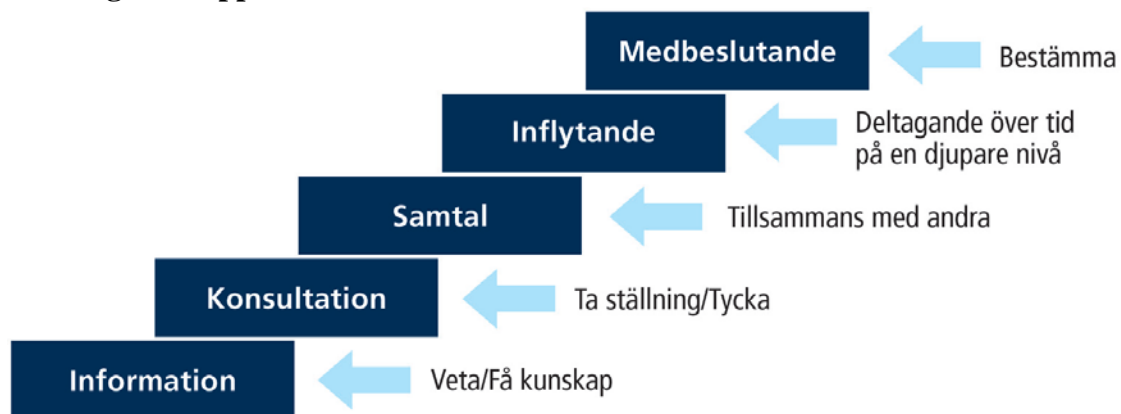 Medbeslutande
Bestämma
Inflytande
Deltagande över tid
på en djupare nivå
Samtal
Tillsammans med andra
Konsultation
Ta ställning/Tycka
Information
Veta/Få kunskap